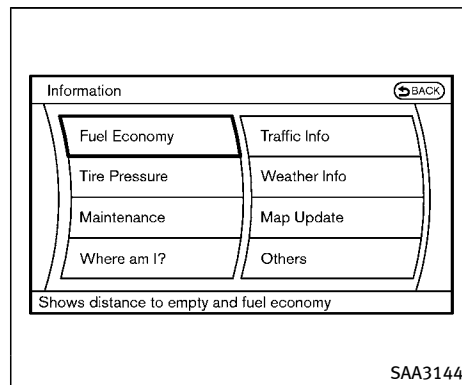 Information
BACK
Fuel Economy
Traffic Info
Tire Pressure
Weather Info
Maintenance
Map Update
Where am I?
Others
Shows distance to empty and fuel economy
SAA3144